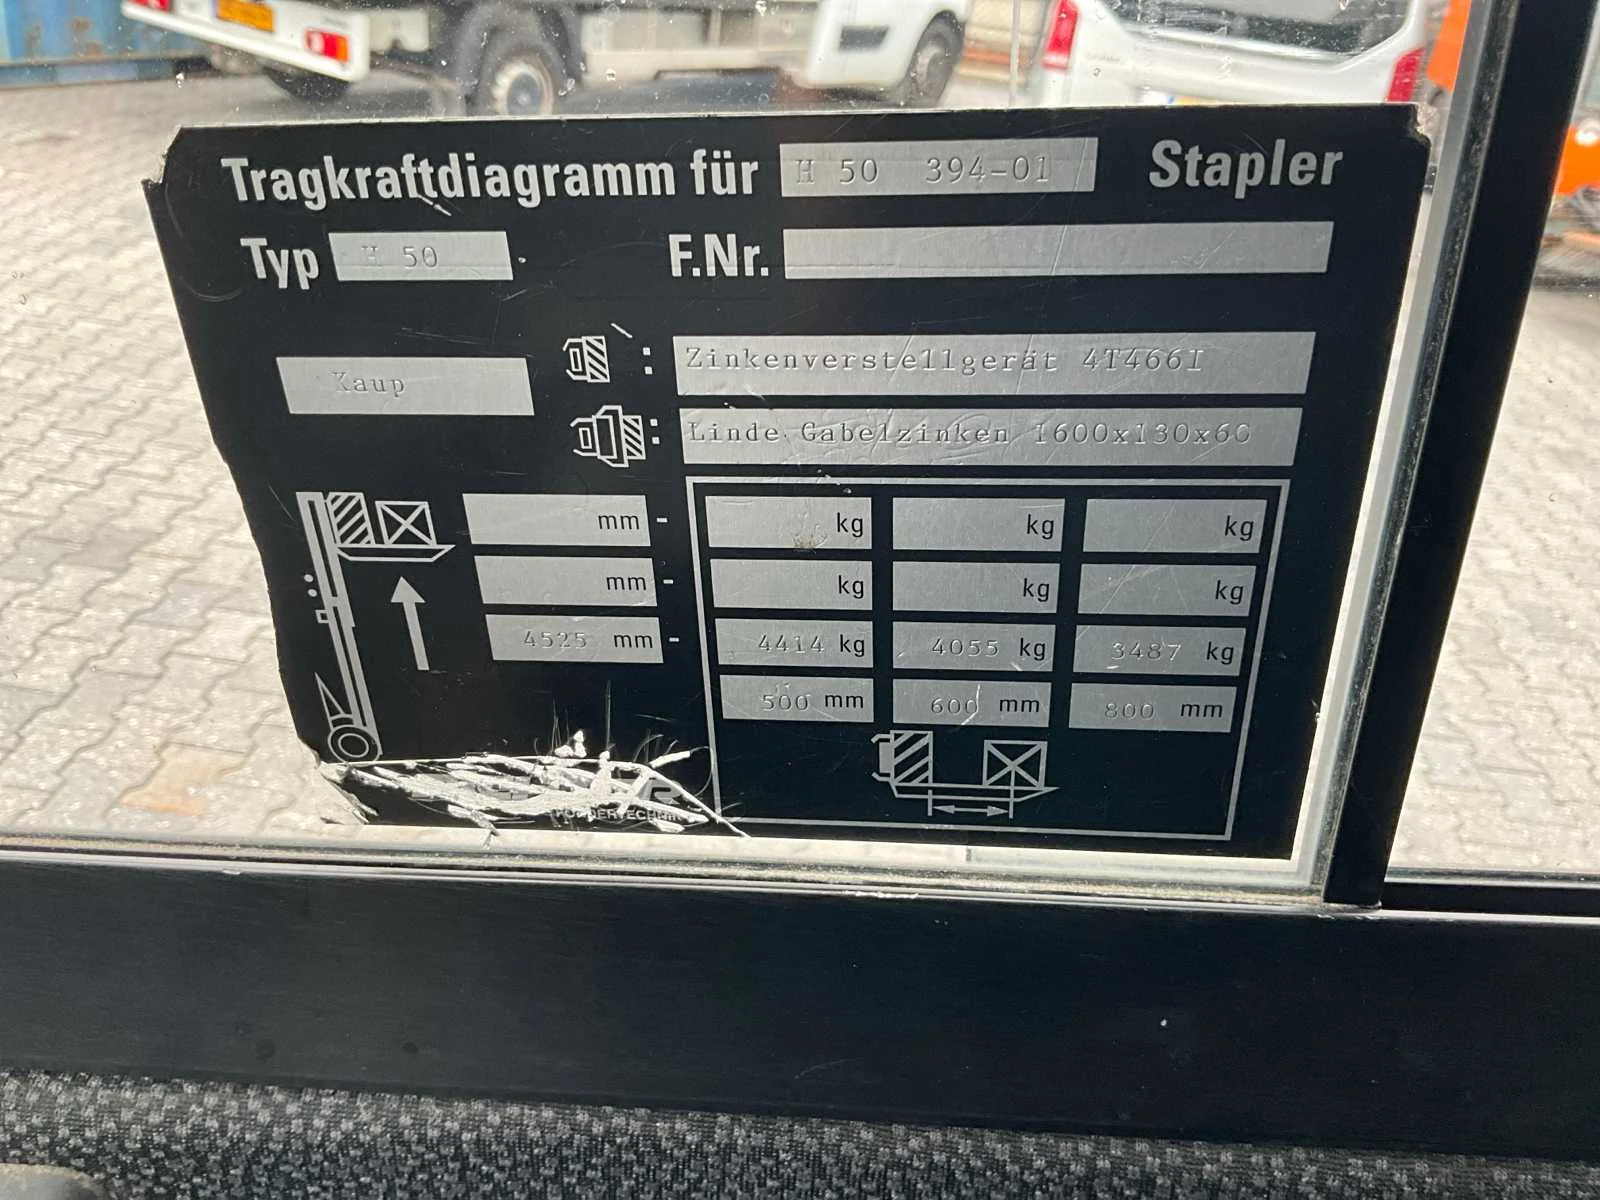 Tragkraftdiagramm für H 50 394-01 Stapler
Typ H 50 F.Nr.
Kaup : Zinkenverstellgerät 4T466I
: Linde Gabelzinken 1600x130x60
mm - kg kg kg
mm - kg kg kg
4525 mm - 4414 kg 4055 kg 3487 kg
500 mm 600 mm 800 mm